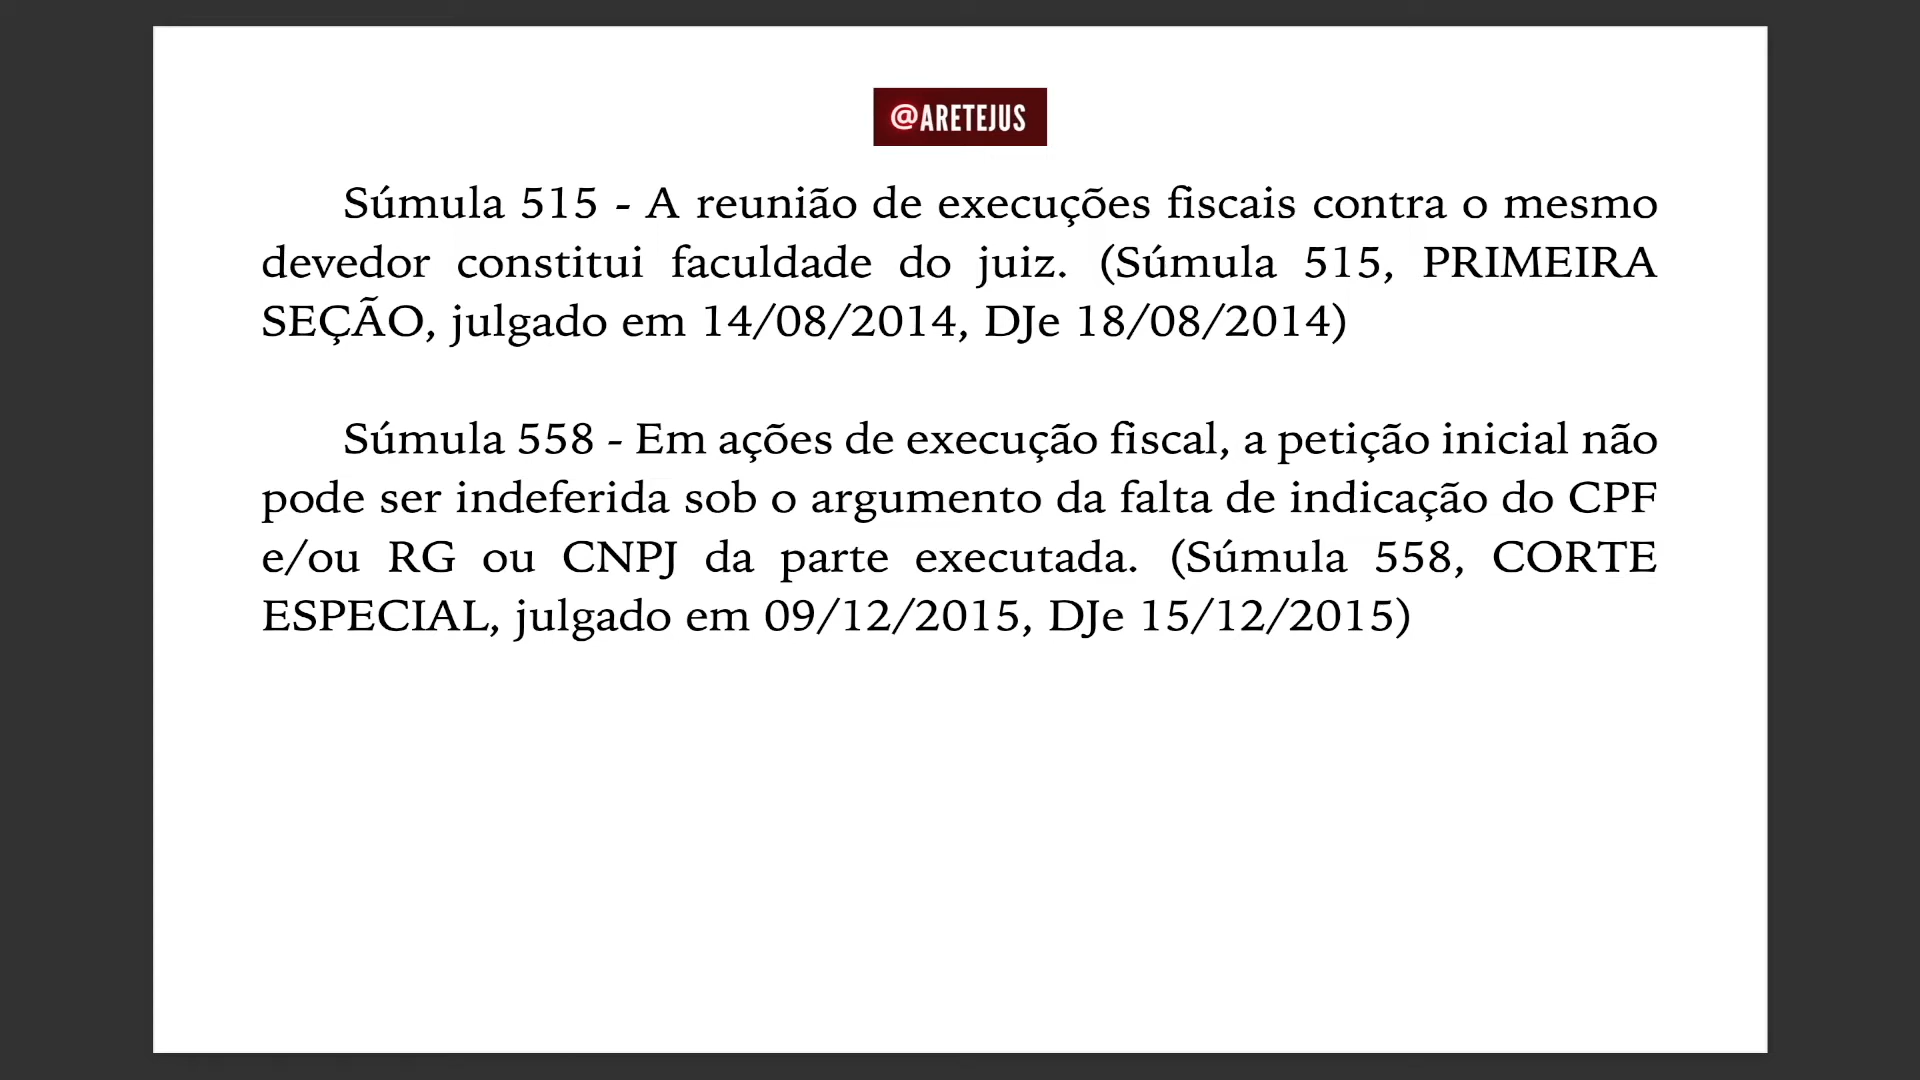 @ARETEJUS
Súmula 515 - A reunião de execuções fiscais contra o mesmo
devedor constitui faculdade do juiz. (Súmula 515, PRIMEIRA
SEÇÃO, julgado em 14/08/2014, DJe 18/08/2014)
Súmula 558 - Em ações de execução fiscal, a petição inicial não
pode ser indeferida sob o argumento da falta de indicação do CPF
e/ou RG ou CNPJ da parte executada. (Súmula 558, CORTE
ESPECIAL, julgado em 09/12/2015, DJe 15/12/2015)